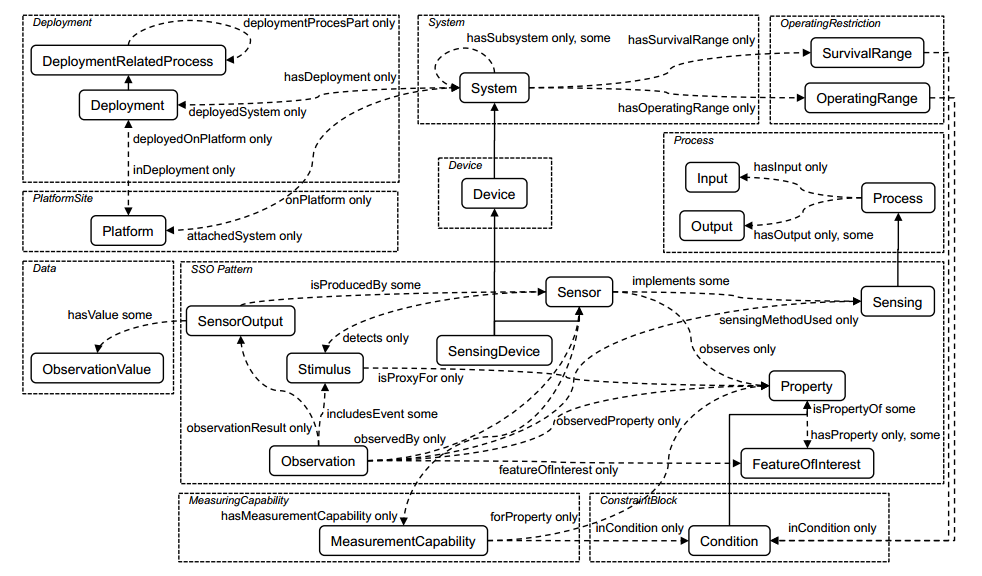 Deployment
deploymentProcesPart only
DeploymentRelatedProcess
Deployment
hasDeployment only
deployedSystem only
deployedOnPlatform only
inDeployment only
System
hasSubsystem only, some
System
hasSurvivalRange only
hasOperatingRange only
OperatingRestriction
SurvivalRange
OperatingRange
PlatformSite
Platform
onPlatform only
attachedSystem only
Device
Device
Process
Input
hasInput only
Process
Output
hasOutput only, some
Data
hasValue some
ObservationValue
SSO Pattern
isProducedBy some
Sensor
implements some
Sensing
SensorOutput
sensingMethodUsed only
detects only
SensingDevice
observes only
Stimulus
isProxyFor only
Property
isPropertyOf some
includesEvent some
observationResult only
observedBy only
observedProperty only
hasProperty only, some
Observation
featureOfInterest only
FeatureOfInterest
MeasuringCapability
hasMeasurementCapability only
forProperty only
MeasurementCapability
ConstraintBlock
inCondition only
Condition
inCondition only